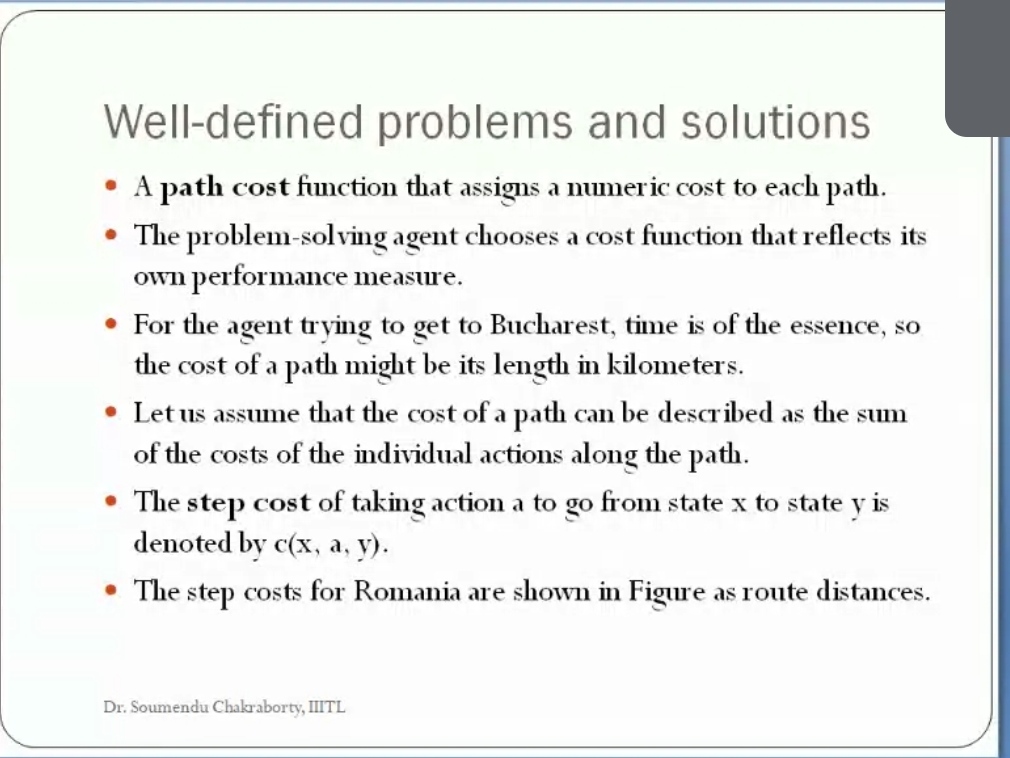 Well-defined problems and solutions
• A path cost function that assigns a numeric cost to each path.
• The problem-solving agent chooses a cost function that reflects its
own performance measure.
• For the agent trying to get to Bucharest, time is of the essence, so
the cost of a path might be its length in kilometers.
• Let us assume that the cost of a path can be described as the sum
of the costs of the individual actions along the path.
• The step cost of taking action a to go from state x to state y is
denoted by c(x, a, y).
• The step costs for Romania are shown in Figure as route distances.
Dr. Soumendu Chakraborty, IIITL